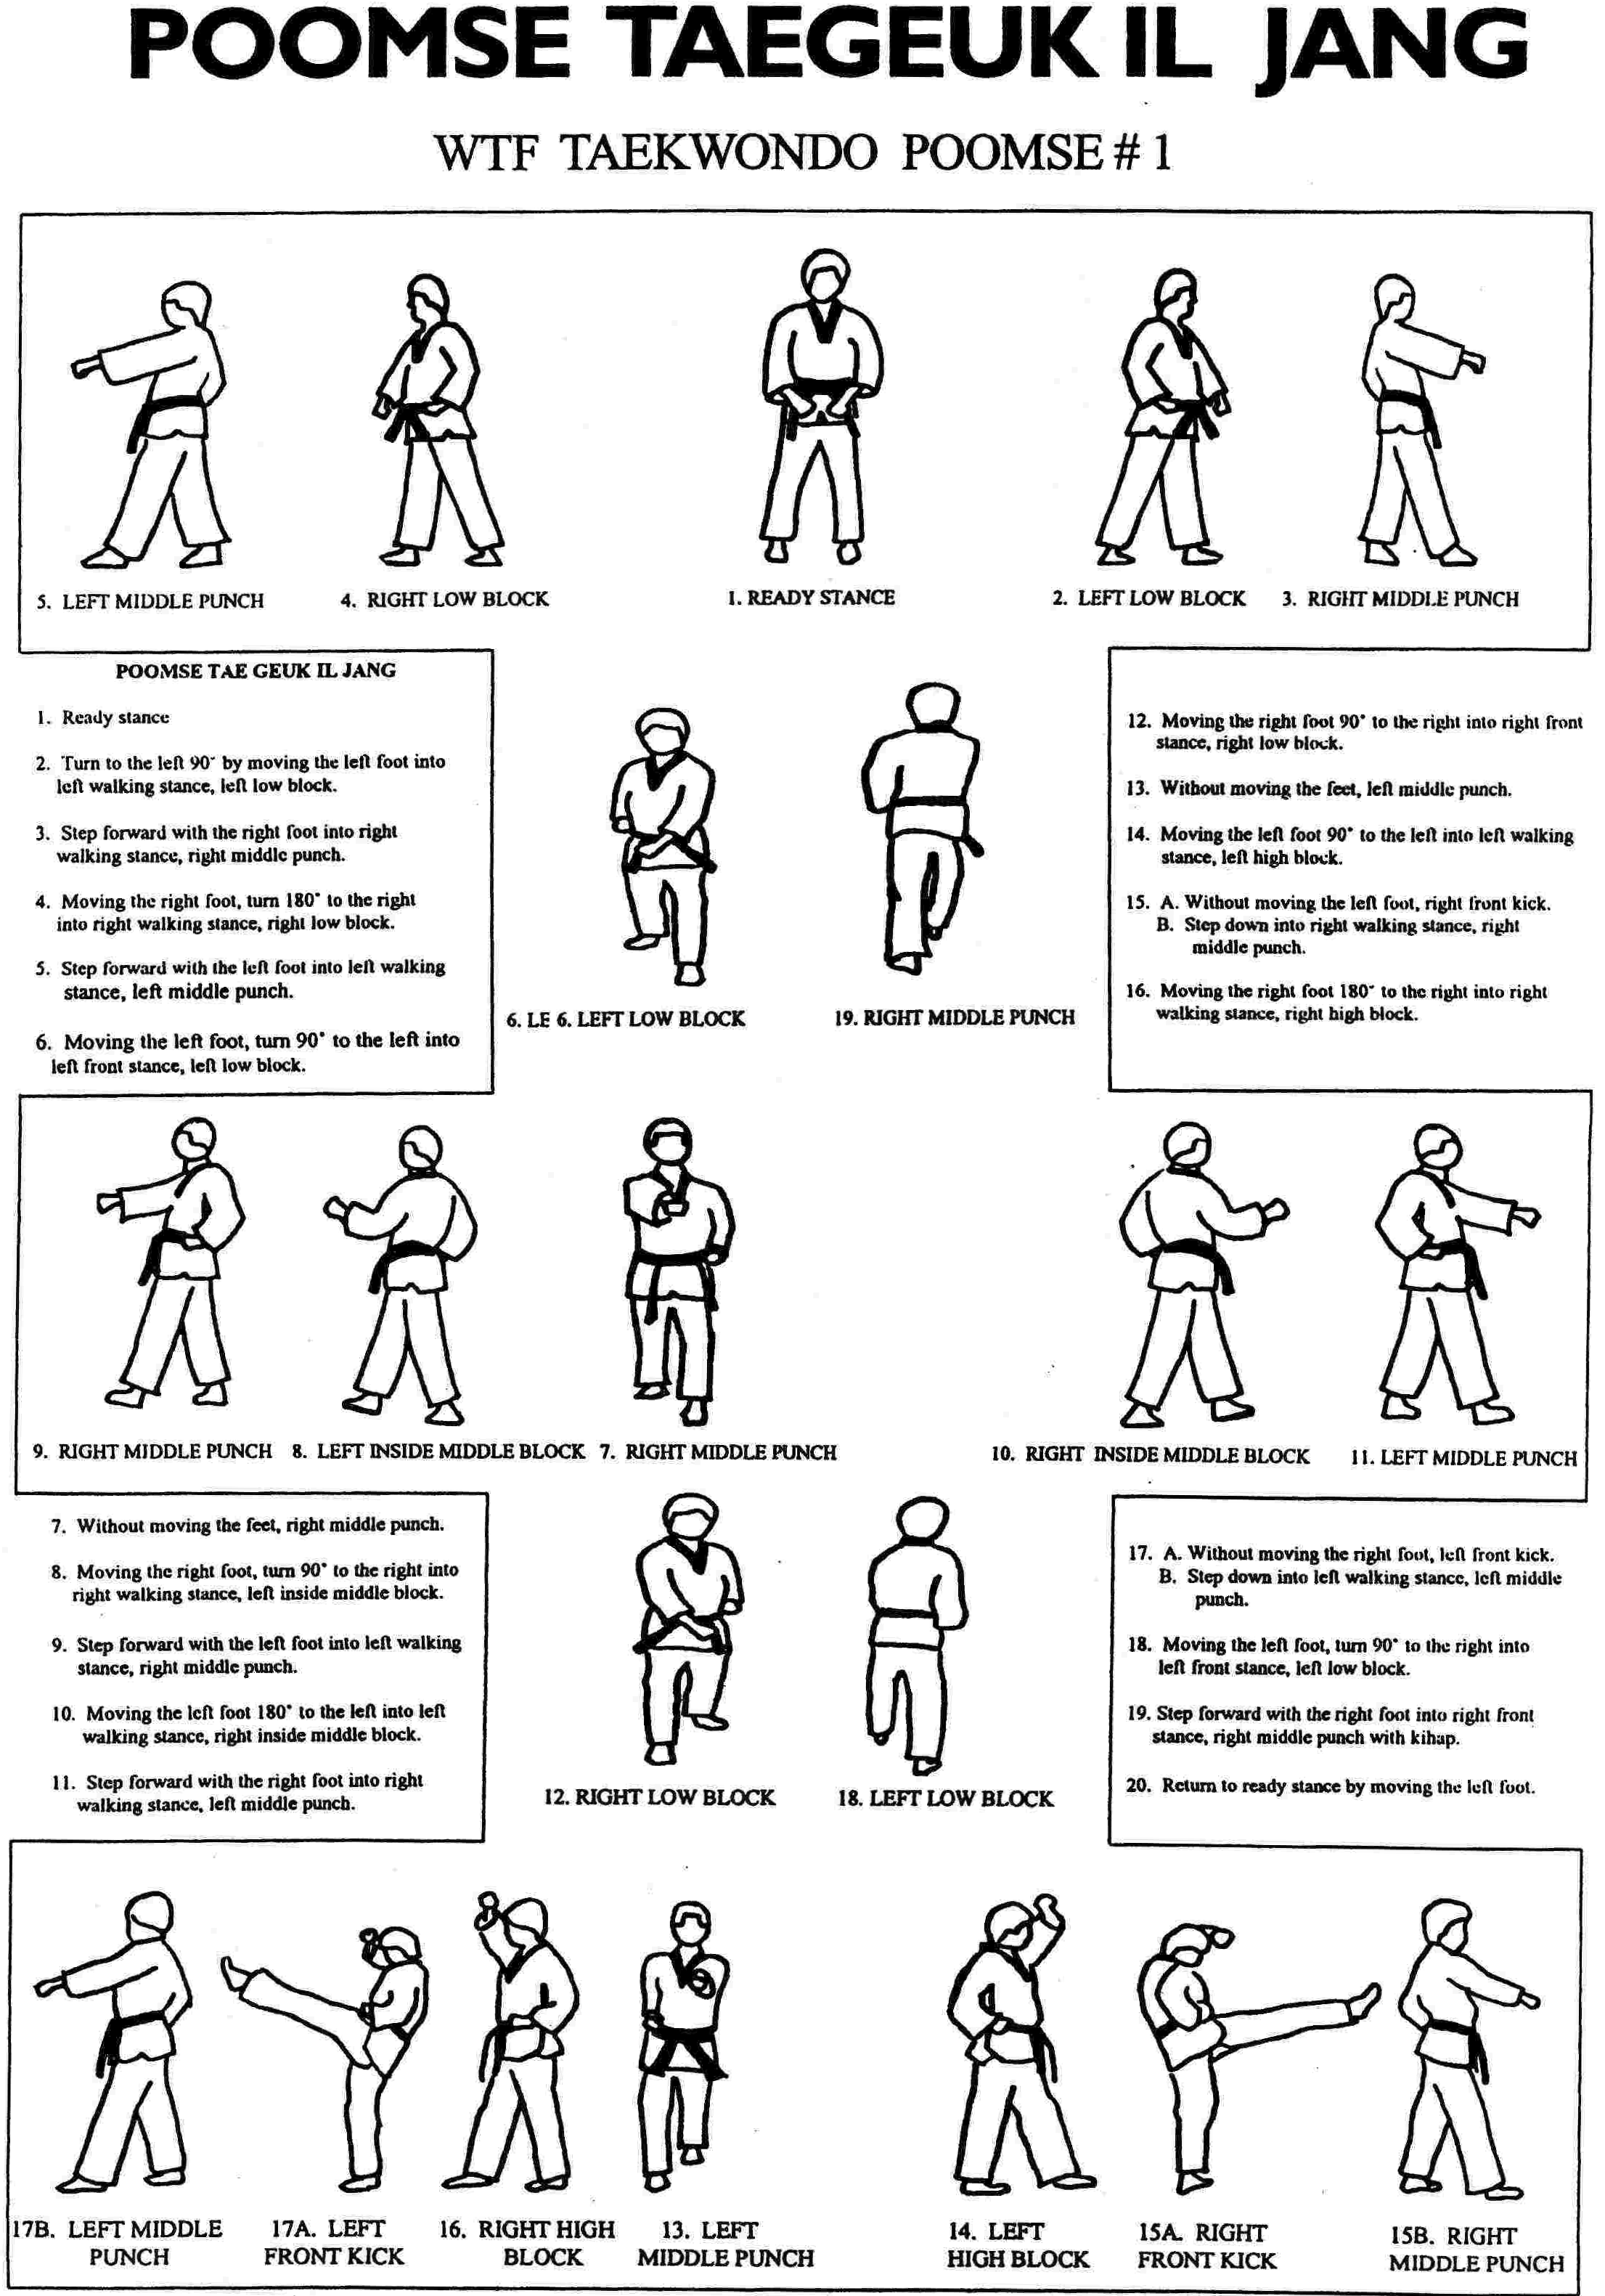 POOMSE TAEGEUK IL JANG
WTF TAEKWONDO POOMSE # 1
5. LEFT MIDDLE PUNCH
4. RIGHT LOW BLOCK
1. READY STANCE
2. LEFT LOW BLOCK
3. RIGHT MIDDLE PUNCH
POOMSE TAE GEUK IL JANG
1. Ready stance
2. Turn to the left 90° by moving the left foot into
left walking stance, left low block.
3. Step forward with the right foot into right
walking stance, right middle punch.
4. Moving the right foot, turn 180° to the right
into right walking stance, right low block.
5. Step forward with the left foot into left walking
stance, left middle punch.
6. Moving the left foot, turn 90° to the left into
left front stance, left low block.
6. LE 6. LEFT LOW BLOCK
19. RIGHT MIDDLE PUNCH
12. Moving the right foot 90° to the right into right front
stance, right low block.
13. Without moving the feet, left middle punch.
14. Moving the left foot 90° to the left into left walking
stance, left high block.
15. A. Without moving the left foot, right front kick.
B. Step down into right walking stance, right
middle punch.
16. Moving the right foot 180° to the right into right
walking stance, right high block.
9. RIGHT MIDDLE PUNCH
8. LEFT INSIDE MIDDLE BLOCK
7. RIGHT MIDDLE PUNCH
10. RIGHT INSIDE MIDDLE BLOCK
11. LEFT MIDDLE PUNCH
7. Without moving the feet, right middle punch.
8. Moving the right foot, turn 90° to the right into
right walking stance, left inside middle block.
9. Step forward with the left foot into left walking
stance, right middle punch.
10. Moving the left foot 180° to the left into left
walking stance, right inside middle block.
11. Step forward with the right foot into right
walking stance, left middle punch.
12. RIGHT LOW BLOCK
18. LEFT LOW BLOCK
17. A. Without moving the right foot, left front kick.
B. Step down into left walking stance, left middle
punch.
18. Moving the left foot, turn 90° to the right into
left front stance, left low block.
19. Step forward with the right foot into right front
stance, right middle punch with kihap.
20. Return to ready stance by moving the left foot.
17B. LEFT MIDDLE
PUNCH
17A. LEFT
FRONT KICK
16. RIGHT HIGH
BLOCK
13. LEFT
MIDDLE PUNCH
14. LEFT
HIGH BLOCK
15A. RIGHT
FRONT KICK
15B. RIGHT
MIDDLE PUNCH